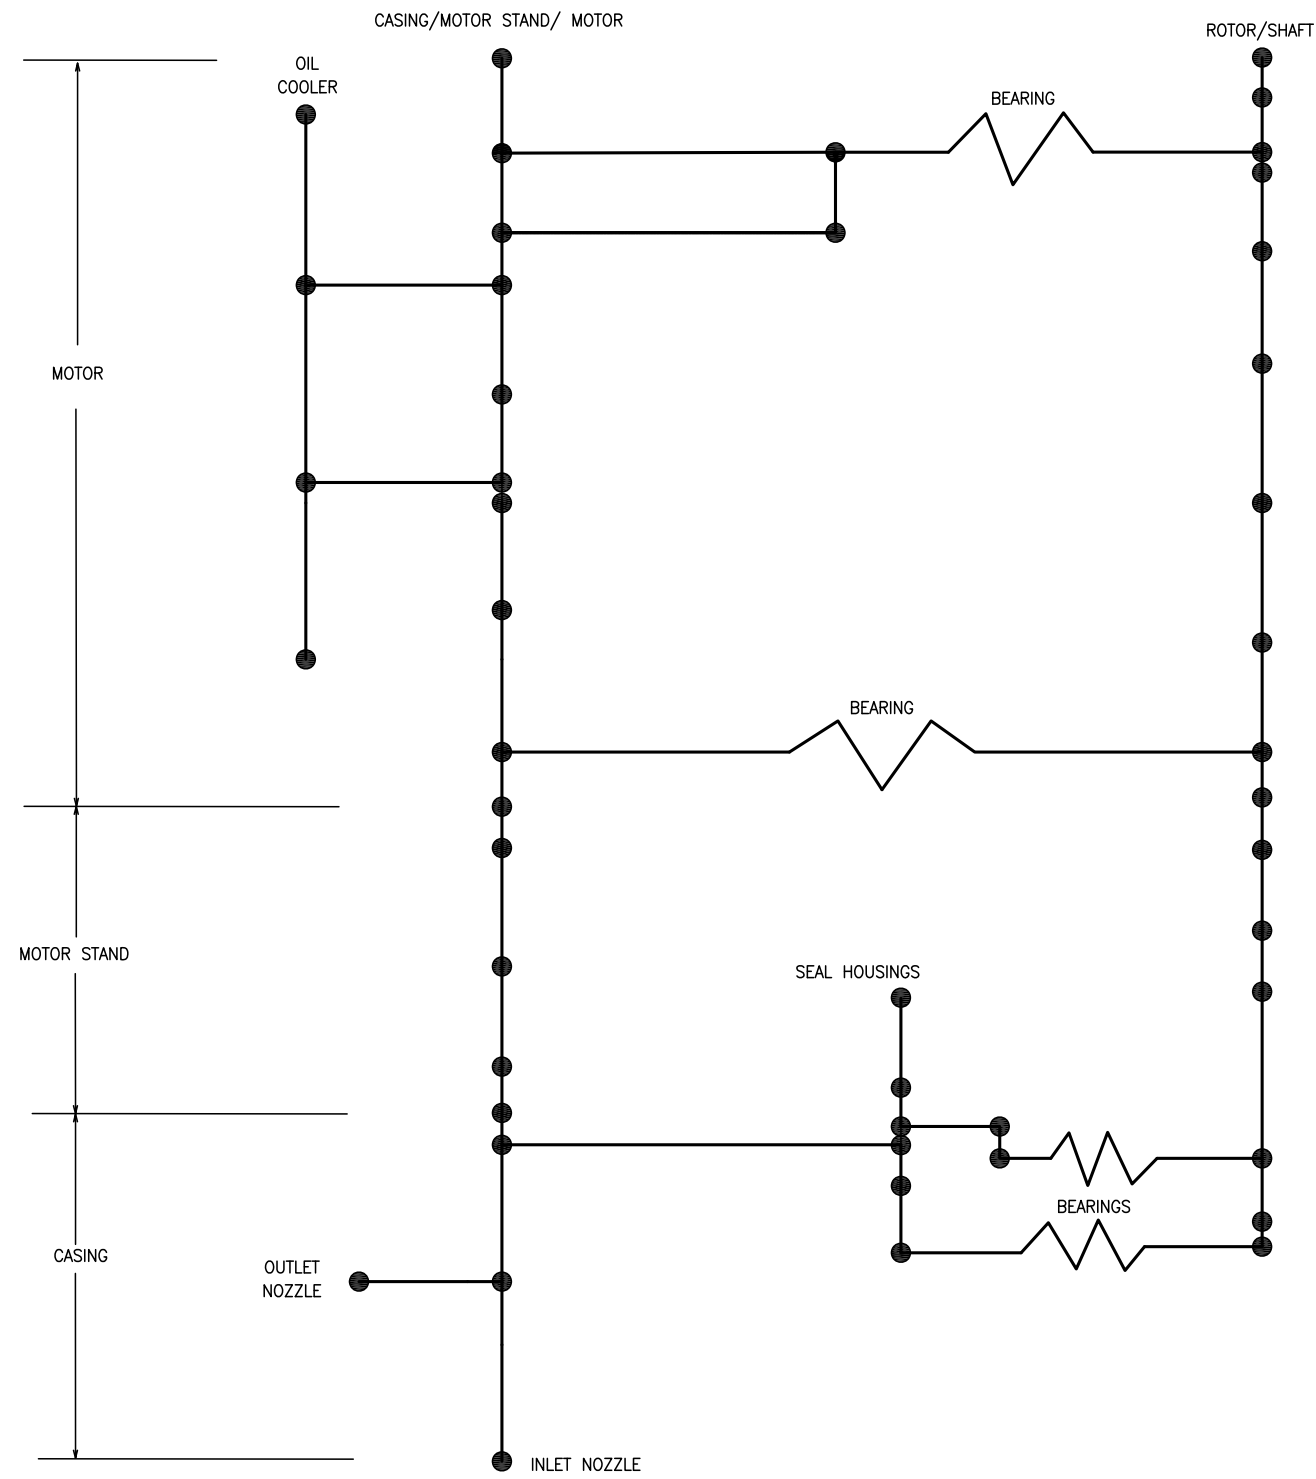 CASING/MOTOR STAND/ MOTOR
ROTOR/SHAFT
OIL
COOLER
BEARING
MOTOR
BEARING
MOTOR STAND
SEAL HOUSINGS
BEARINGS
CASING
OUTLET
NOZZLE
INLET NOZZLE